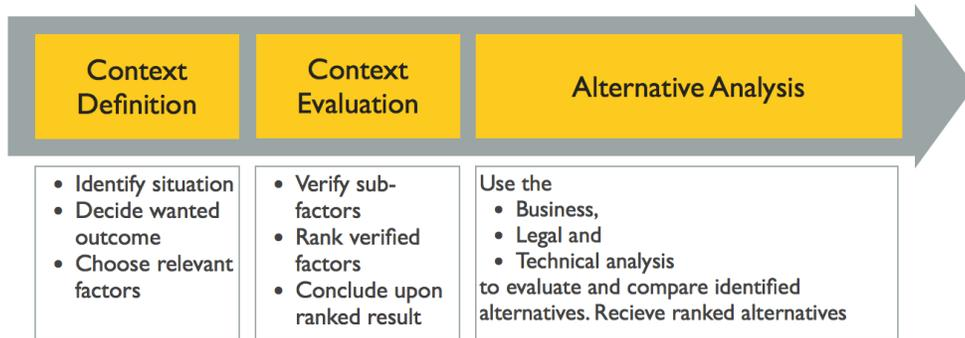 Context
Definition
Context
Evaluation
Alternative Analysis
• Identify situation
• Decide wanted
outcome
• Choose relevant
factors
• Verify sub-
factors
• Rank verified
factors
• Conclude upon
ranked result
Use the
• Business,
• Legal and
• Technical analysis
to evaluate and compare identified
alternatives. Recieve ranked alternatives